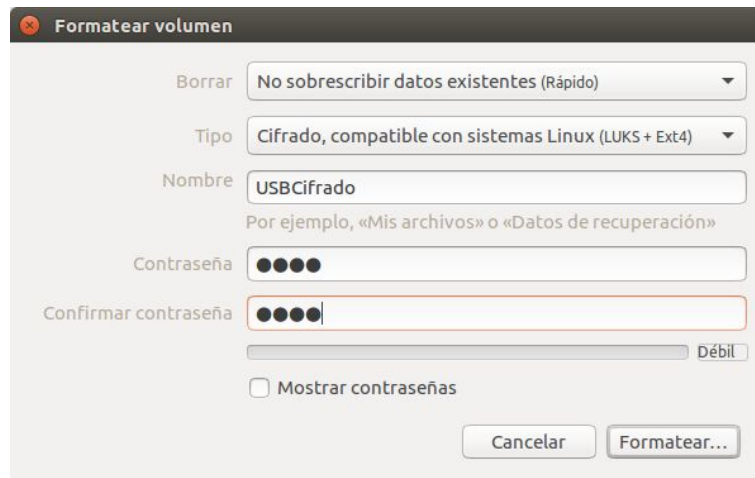 Formatear volumen
Borrar No sobrescribir datos existentes (Rápido)
Tipo Cifrado, compatible con sistemas Linux (LUKS + Ext4)
Nombre USBCifrado
Por ejemplo, «Mis archivos» o «Datos de recuperación»
Contraseña ●●●●
Confirmar contraseña ●●●●
Débil
Mostrar contraseñas
Cancelar Formatear...